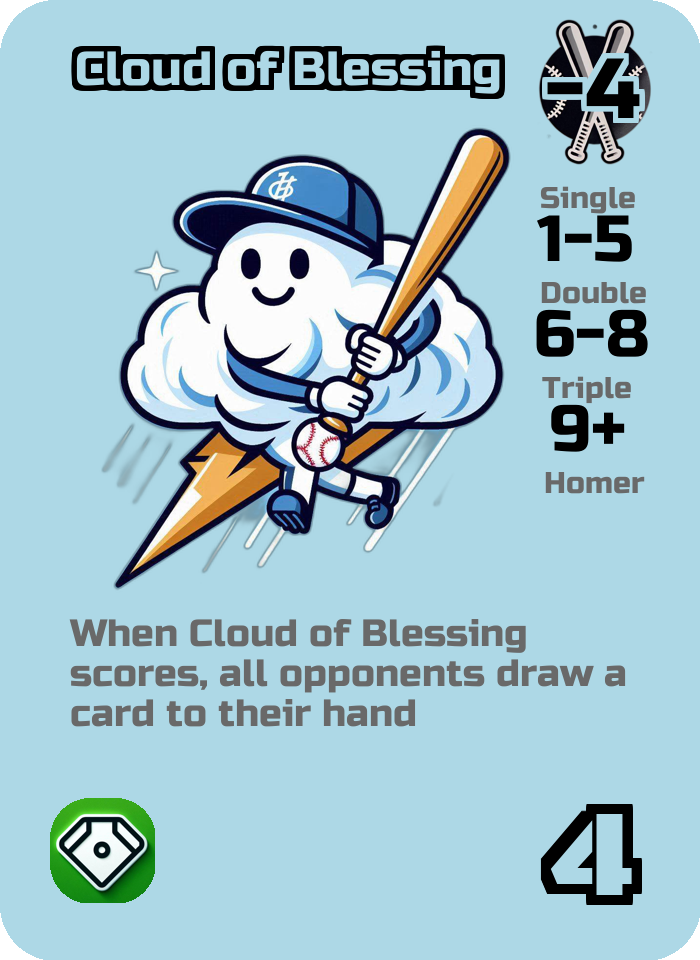 Cloud of Blessing
-4
Single
1-5
Double
6-8
Triple
9+
Homer
When Cloud of Blessing
scores, all opponents draw a
card to their hand
4